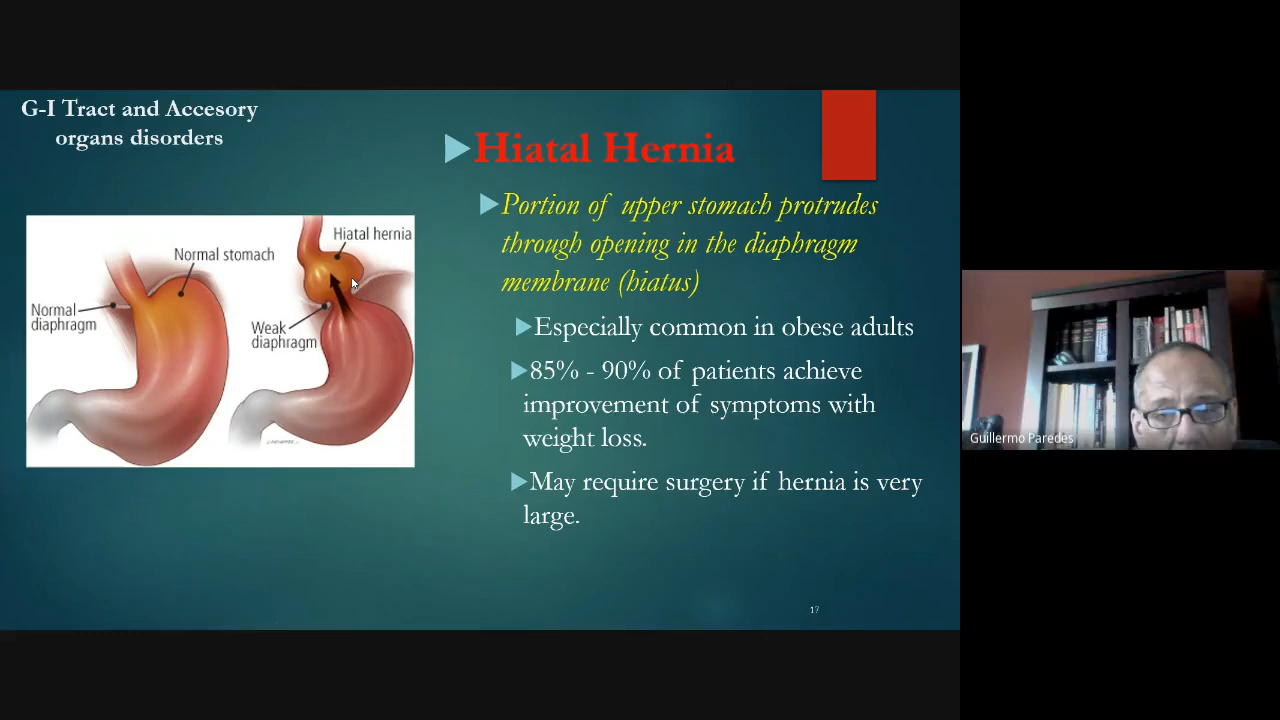 G-I Tract and Accesory
organs disorders
Hiatal Hernia
Portion of upper stomach protrudes
through opening in the diaphragm
membrane (hiatus)
Especially common in obese adults
85% - 90% of patients achieve
improvement of symptoms with
weight loss.
May require surgery if hernia is very
large.
Hiatal hernia
Normal stomach
Normal
diaphragm
Weak
diaphragm
17
Guillermo Paredes